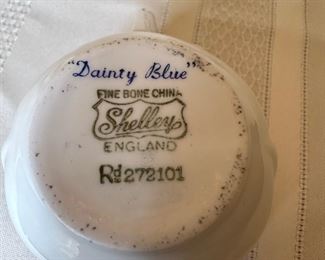 "Dainty Blue"
FINE BONE CHINA
Shelley
ENGLAND
Rd 272101